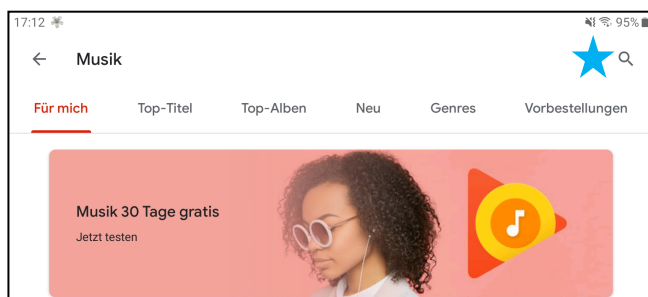 17:12 95%
Musik
Für mich Top-Titel Top-Alben Neu Genres Vorbestellungen
Musik 30 Tage gratis
Jetzt testen